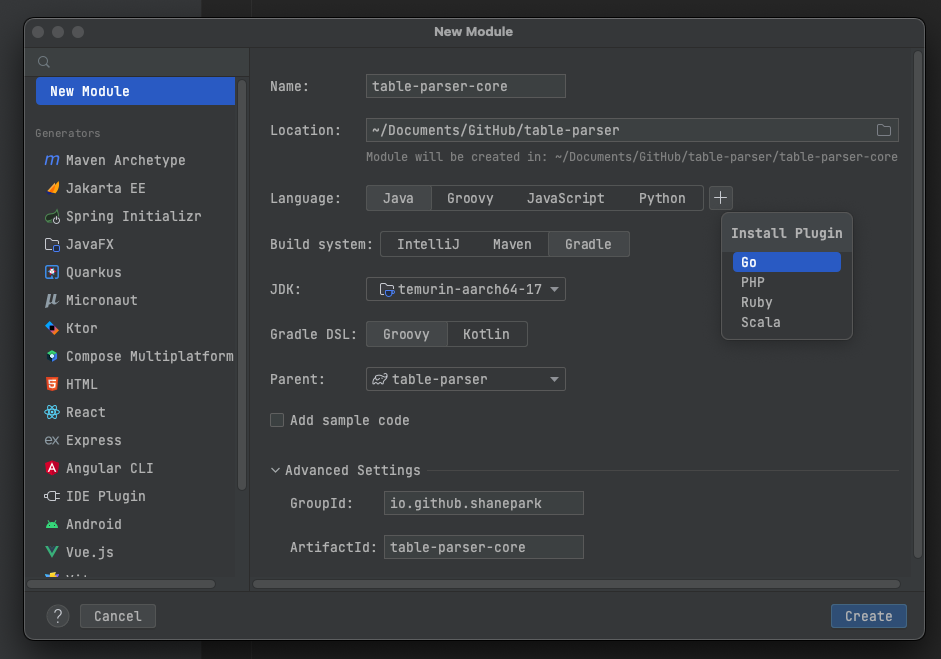 New Module
New Module
Generators
Maven Archetype
Jakarta EE
Spring Initializr
JavaFX
Quarkus
Micronaut
Ktor
Compose Multiplatform
HTML
React
Express
Angular CLI
IDE Plugin
Android
Vue.js
Name: table-parser-core
Location: ~/Documents/GitHub/table-parser
Module will be created in: ~/Documents/GitHub/table-parser/table-parser-core
Language: Java Groovy JavaScript Python +
Install Plugin
Go
PHP
Ruby
Scala
Build system: IntelliJ Maven Gradle
JDK: temurin-aarch64-17
Gradle DSL: Groovy Kotlin
Parent: table-parser
Add sample code
Advanced Settings
GroupId: io.github.shanepark
ArtifactId: table-parser-core
? Cancel Create